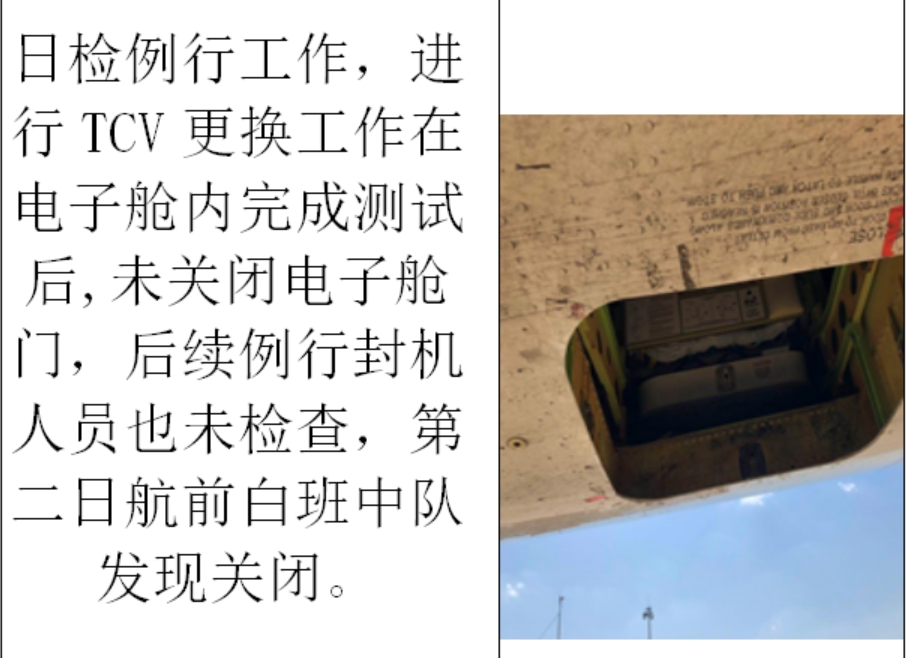 日检例行工作，进
行 TCV 更换工作在
电子舱内完成测试
后,未关闭电子舱
门，后续例行封机
人员也未检查，第
二日航前白班中队
发现关闭。
CLOSE